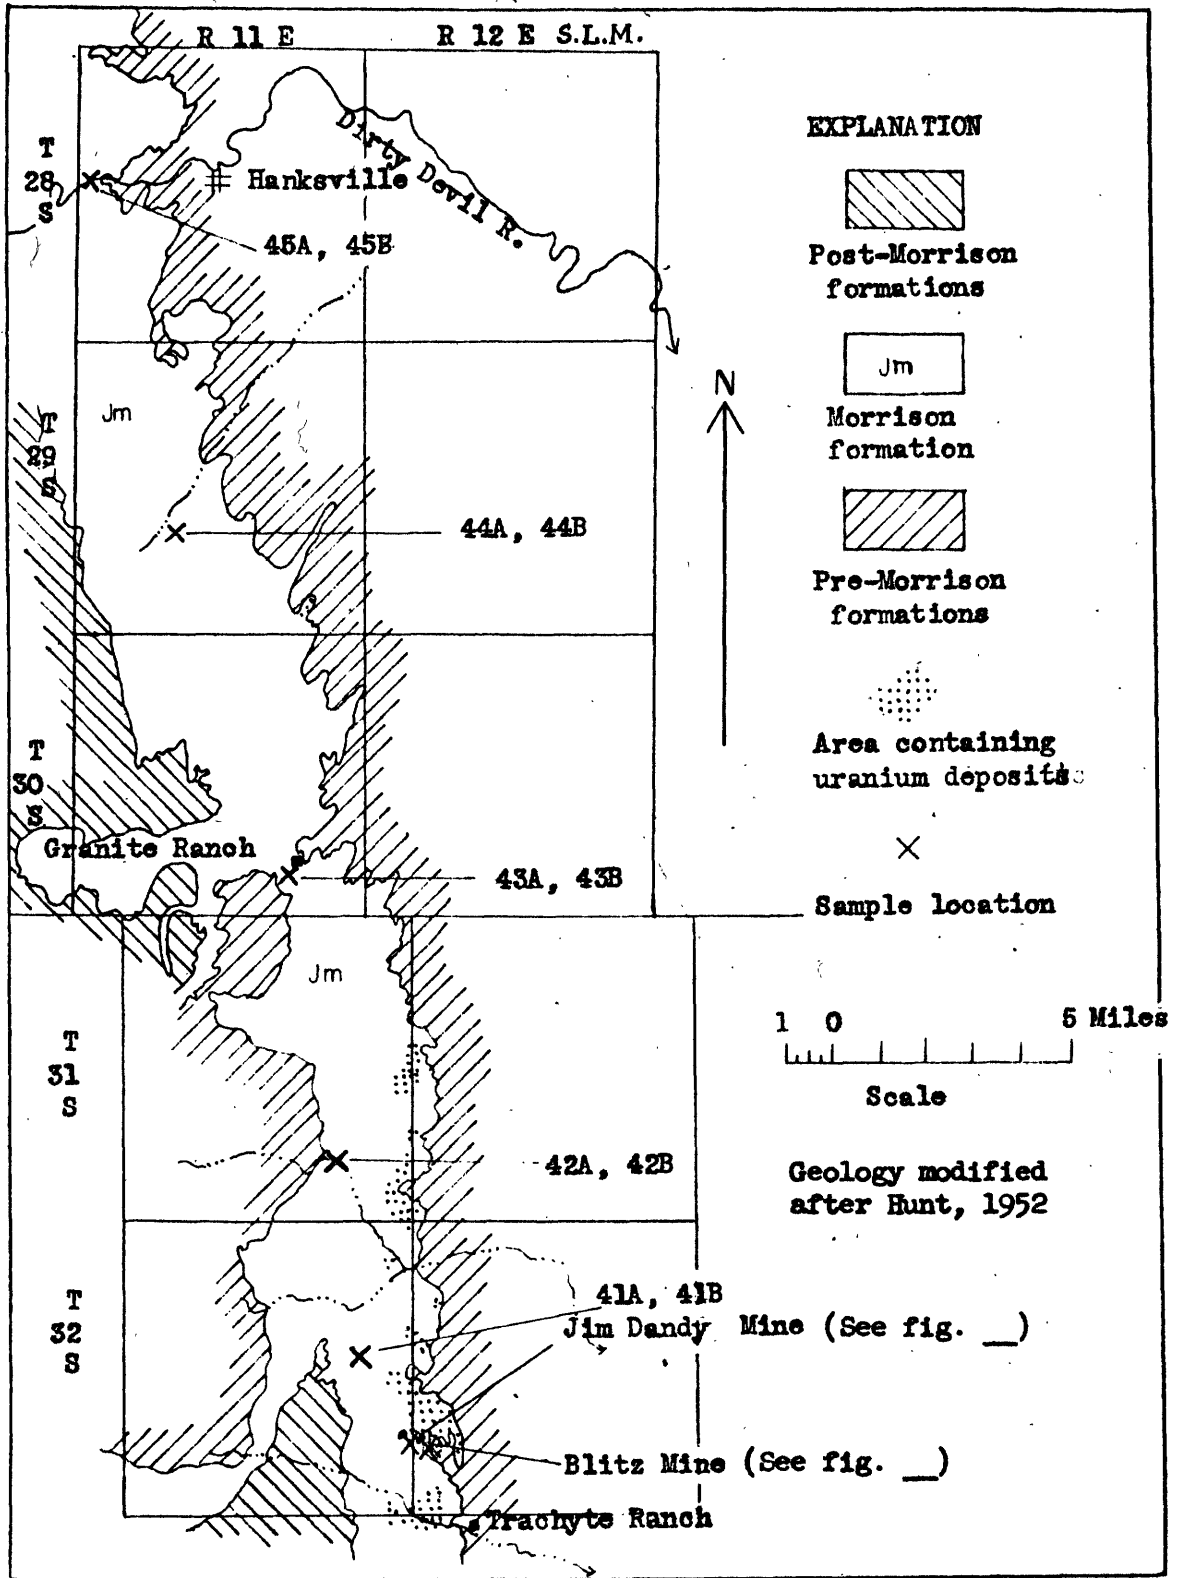 R 11 E
R 12 E S.L.M.
T
28
S
Dirty Devil R.
Hanksville
45A, 45B
Jm
T
29
S
44A, 44B
T
30
S
Granite Ranch
43A, 43B
Jm
T
31
S
42A, 42B
T
32
S
41A, 41B
Jim Dandy Mine (See fig. __)
Blitz Mine (See fig. __)
Trachyte Ranch
EXPLANATION
Post-Morrison
formations
Jm
Morrison
formation
Pre-Morrison
formations
Area containing
uranium deposits
Sample location
N
1 0 5 Miles
Scale
Geology modified
after Hunt, 1952